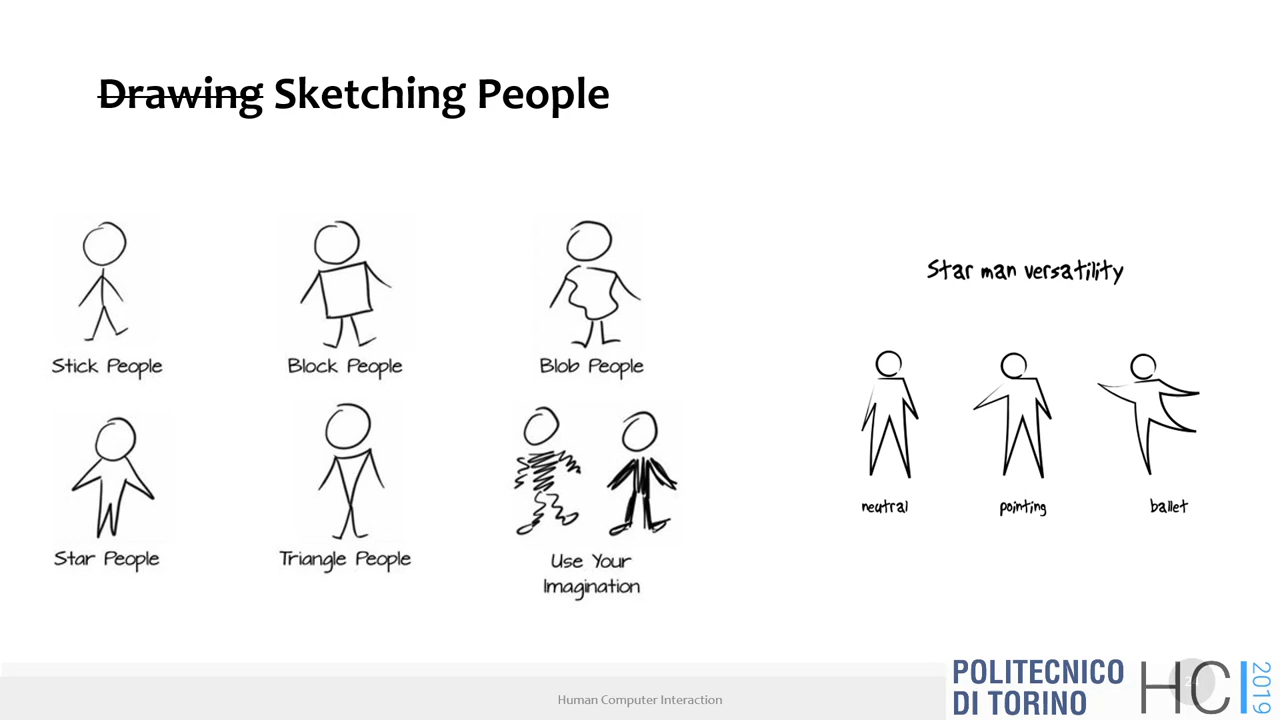 Drawing Sketching People
Stick People
Block People
Blob People
Star People
Triangle People
Use Your
Imagination
Star man versatility
neutral
pointing
ballet
Human Computer Interaction
POLITECNICO
DI TORINO
HCI
2019